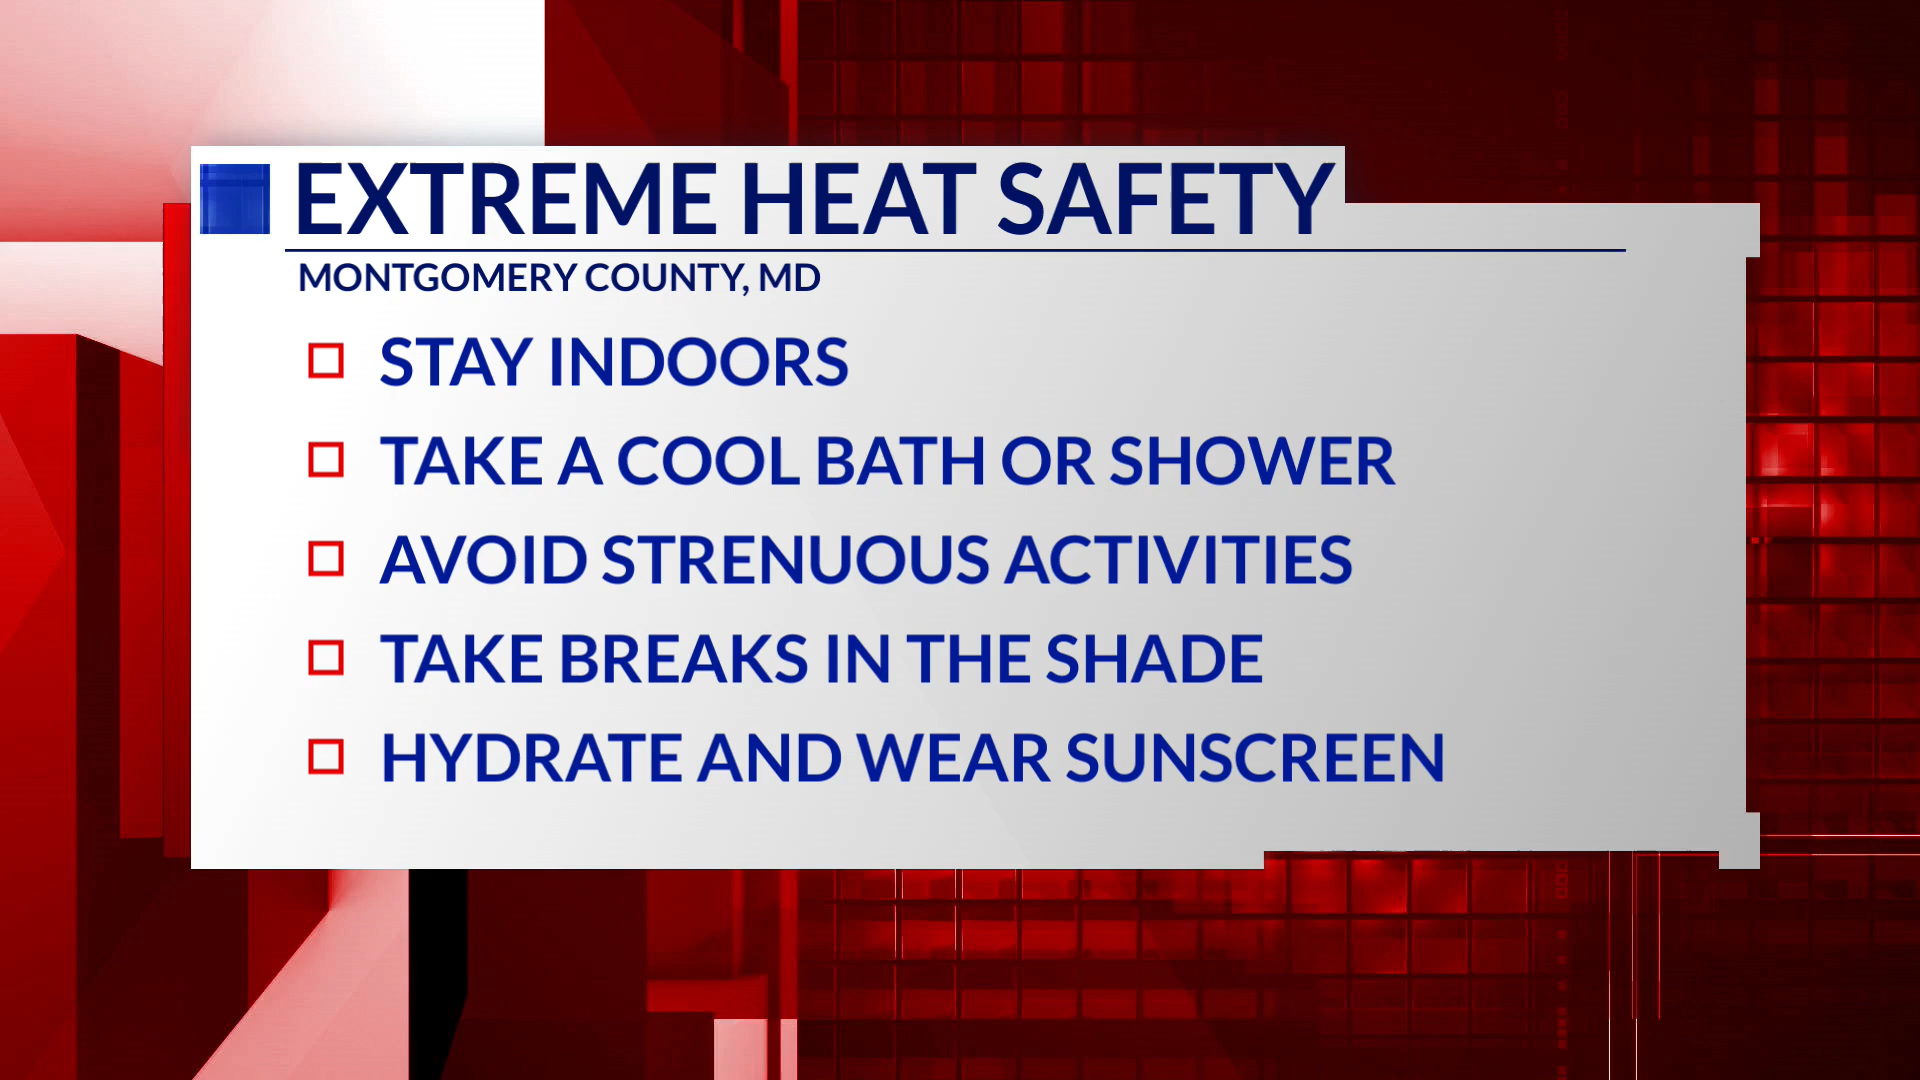 EXTREME HEAT SAFETY
MONTGOMERY COUNTY, MD
STAY INDOORS
TAKE A COOL BATH OR SHOWER
AVOID STRENUOUS ACTIVITIES
TAKE BREAKS IN THE SHADE
HYDRATE AND WEAR SUNSCREEN